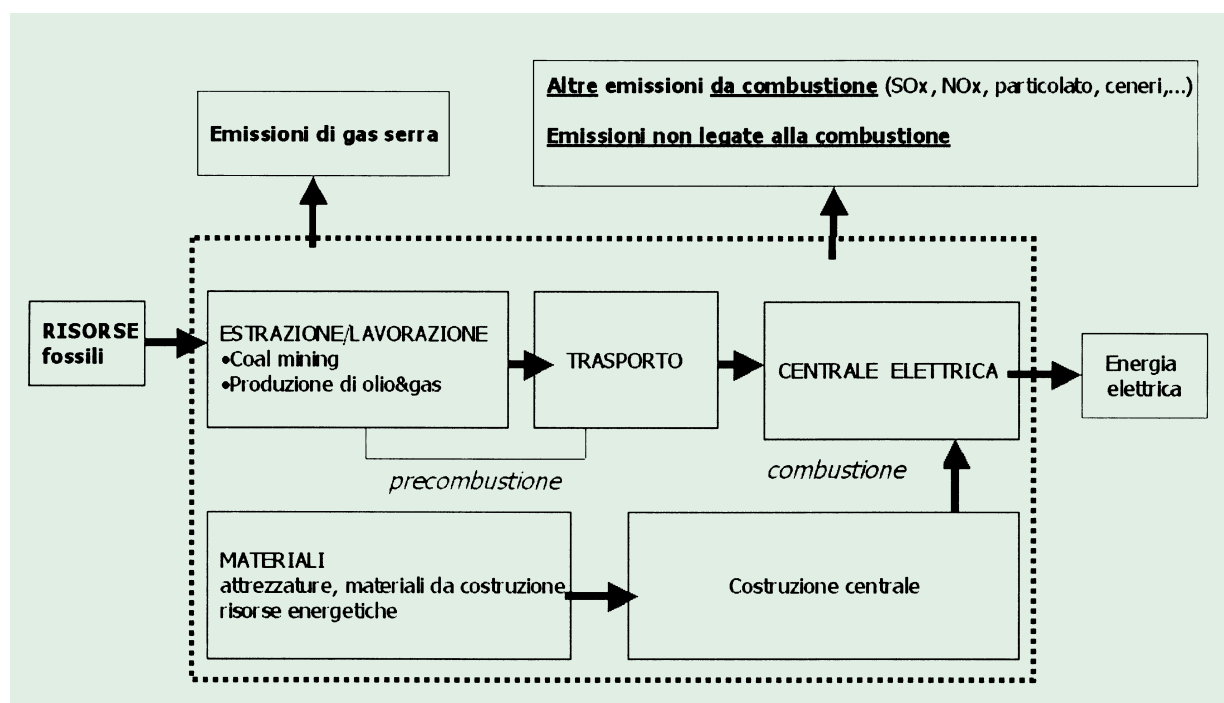 Altre emissioni da combustione (SOx, NOx, particolato, ceneri,...)
Emissioni non legate alla combustione
Emissioni di gas serra
RISORSE
fossili
ESTRAZIONE/LAVORAZIONE
•Coal mining
•Produzione di olio&gas
TRASPORTO
CENTRALE ELETTRICA
Energia
elettrica
precombustione
combustione
MATERIALI
attrezzature, materiali da costruzione
risorse energetiche
Costruzione centrale